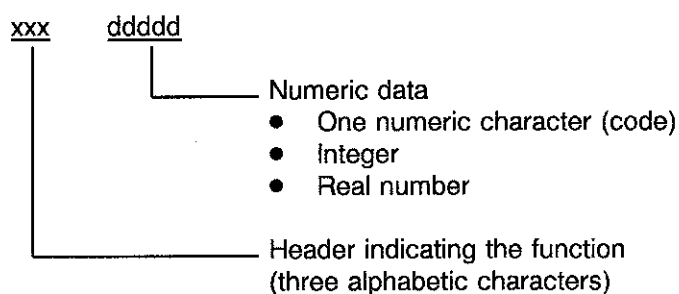 xxx ddddd
Numeric data
● One numeric character (code)
● Integer
● Real number
Header indicating the function
(three alphabetic characters)